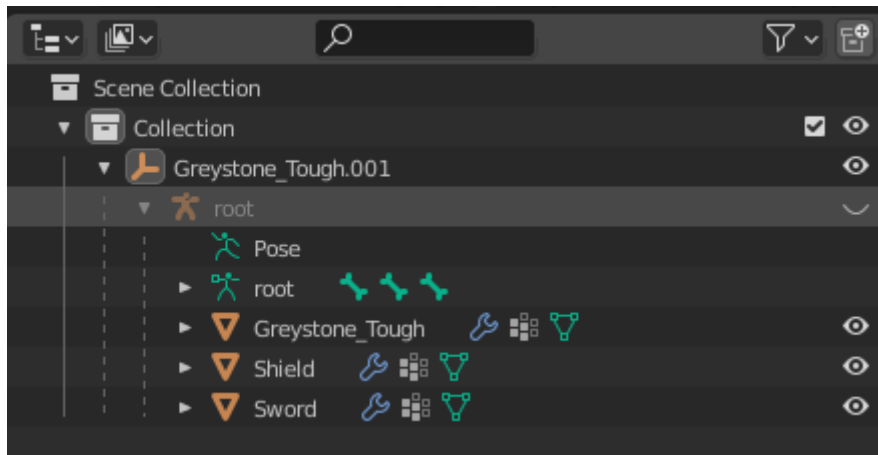 Scene Collection
Collection
Greystone_Tough.001
root
Pose
root
Greystone_Tough
Shield
Sword